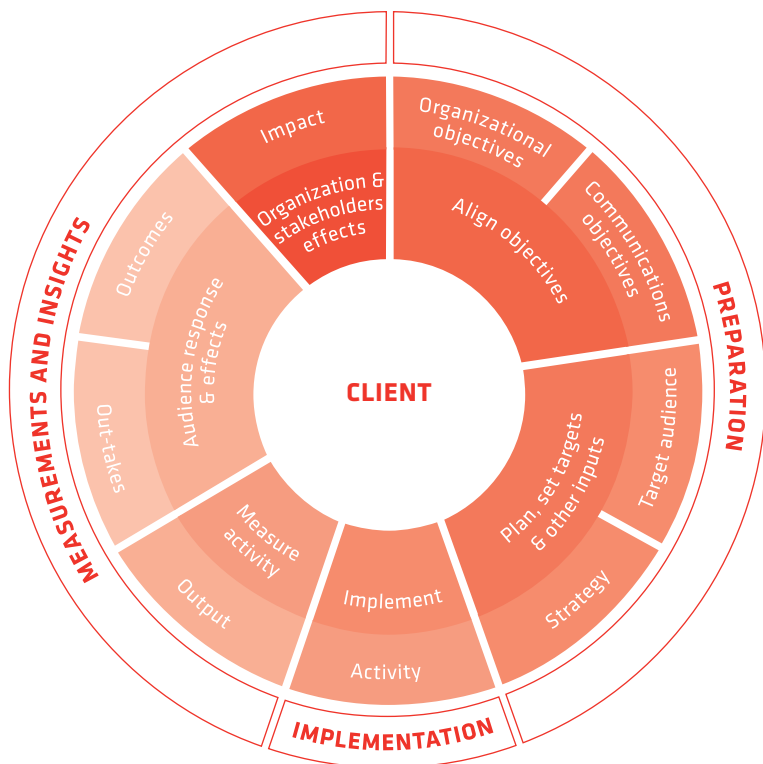 Organizational
objectives
Communications
objectives
Align objectives
PREPARATION
Target audience
Plan, set targets
& other inputs
Strategy
Implement
Activity
IMPLEMENTATION
Measure
activity
Output
MEASUREMENTS AND INSIGHTS
Out-takes
Outcomes
Audience response
& effects
Impact
Organization &
stakeholders
effects
CLIENT